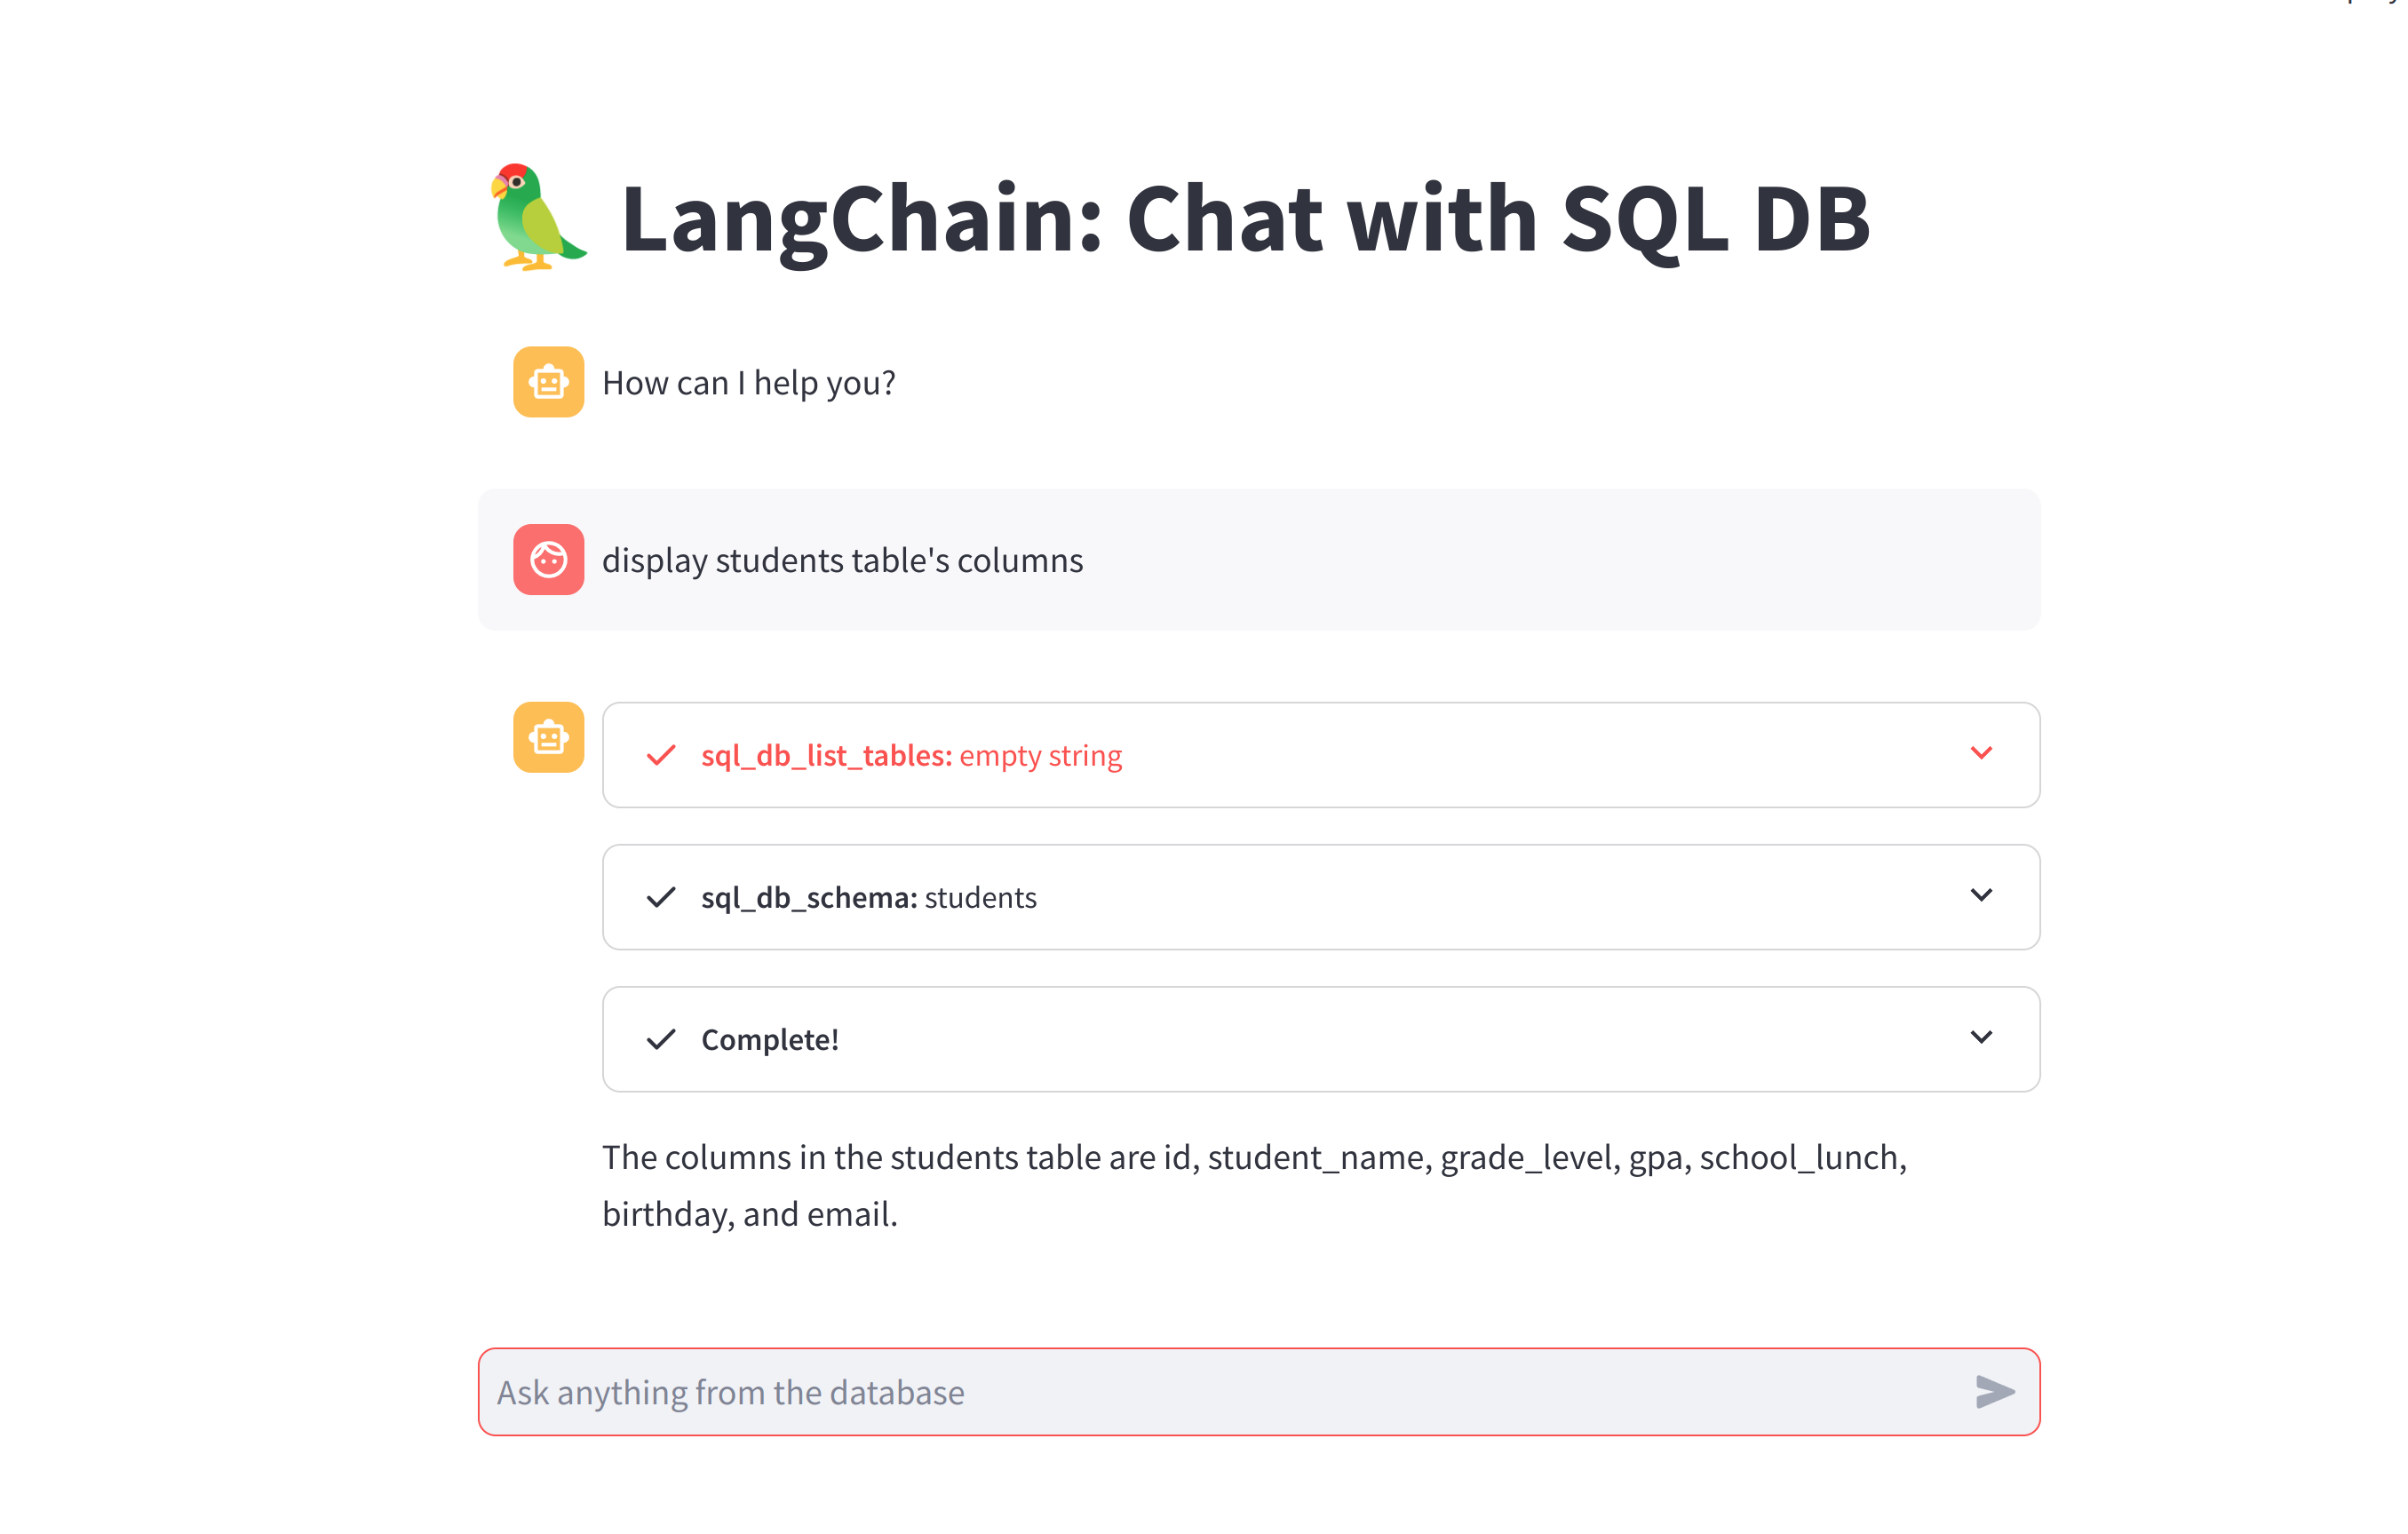 LangChain: Chat with SQL DB
How can I help you?
display students table's columns
sql_db_list_tables: empty string
sql_db_schema: students
Complete!
The columns in the students table are id, student_name, grade_level, gpa, school_lunch,
birthday, and email.
Ask anything from the database